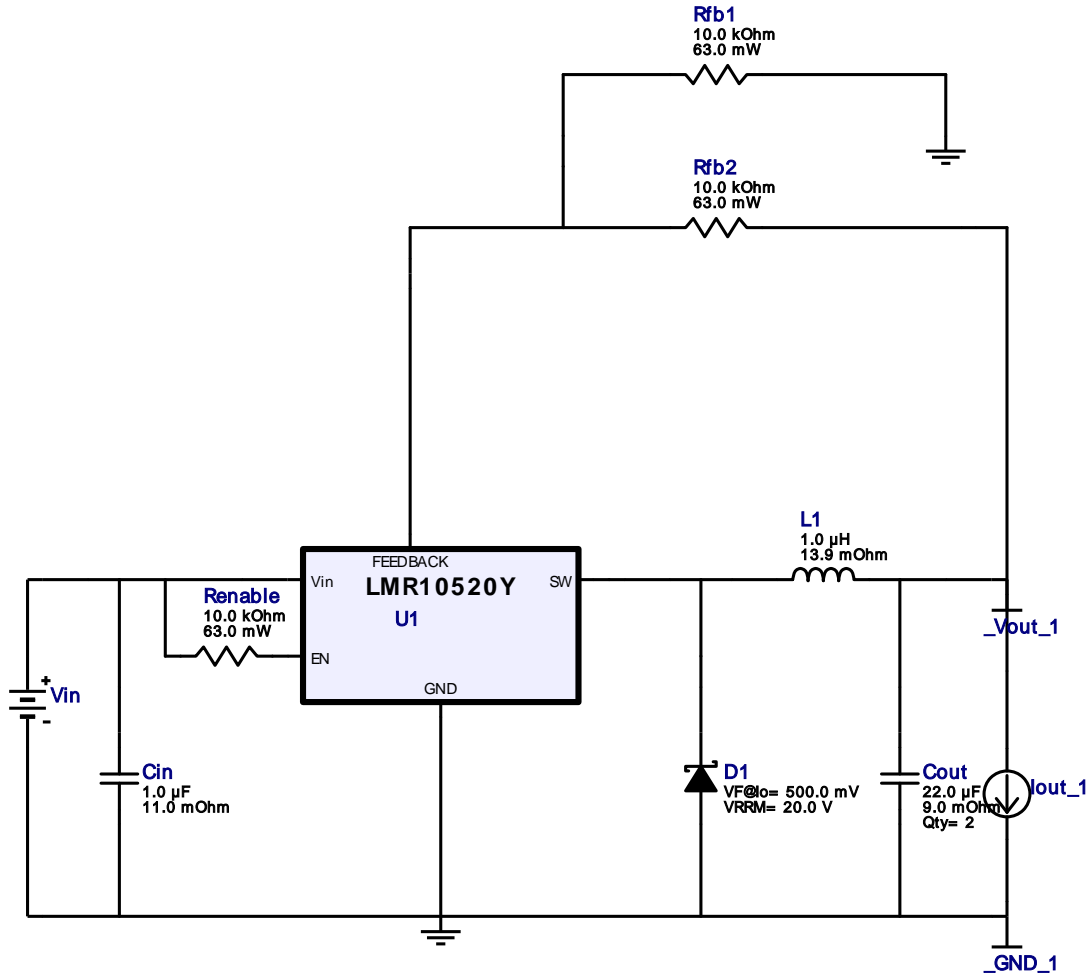 Rfb1
10.0 kOhm
63.0 mW
Rfb2
10.0 kOhm
63.0 mW
L1
1.0 µH
13.9 mOhm
FEEDBACK
Vin
LMR10520Y
SW
U1
EN
GND
Renable
10.0 kOhm
63.0 mW
_Vout_1
+
Vin
-
Cin
1.0 µF
11.0 mOhm
D1
VF@Io= 500.0 mV
VRRM= 20.0 V
Cout
22.0 µF
9.0 mOhm
Qty= 2
Iout_1
_GND_1